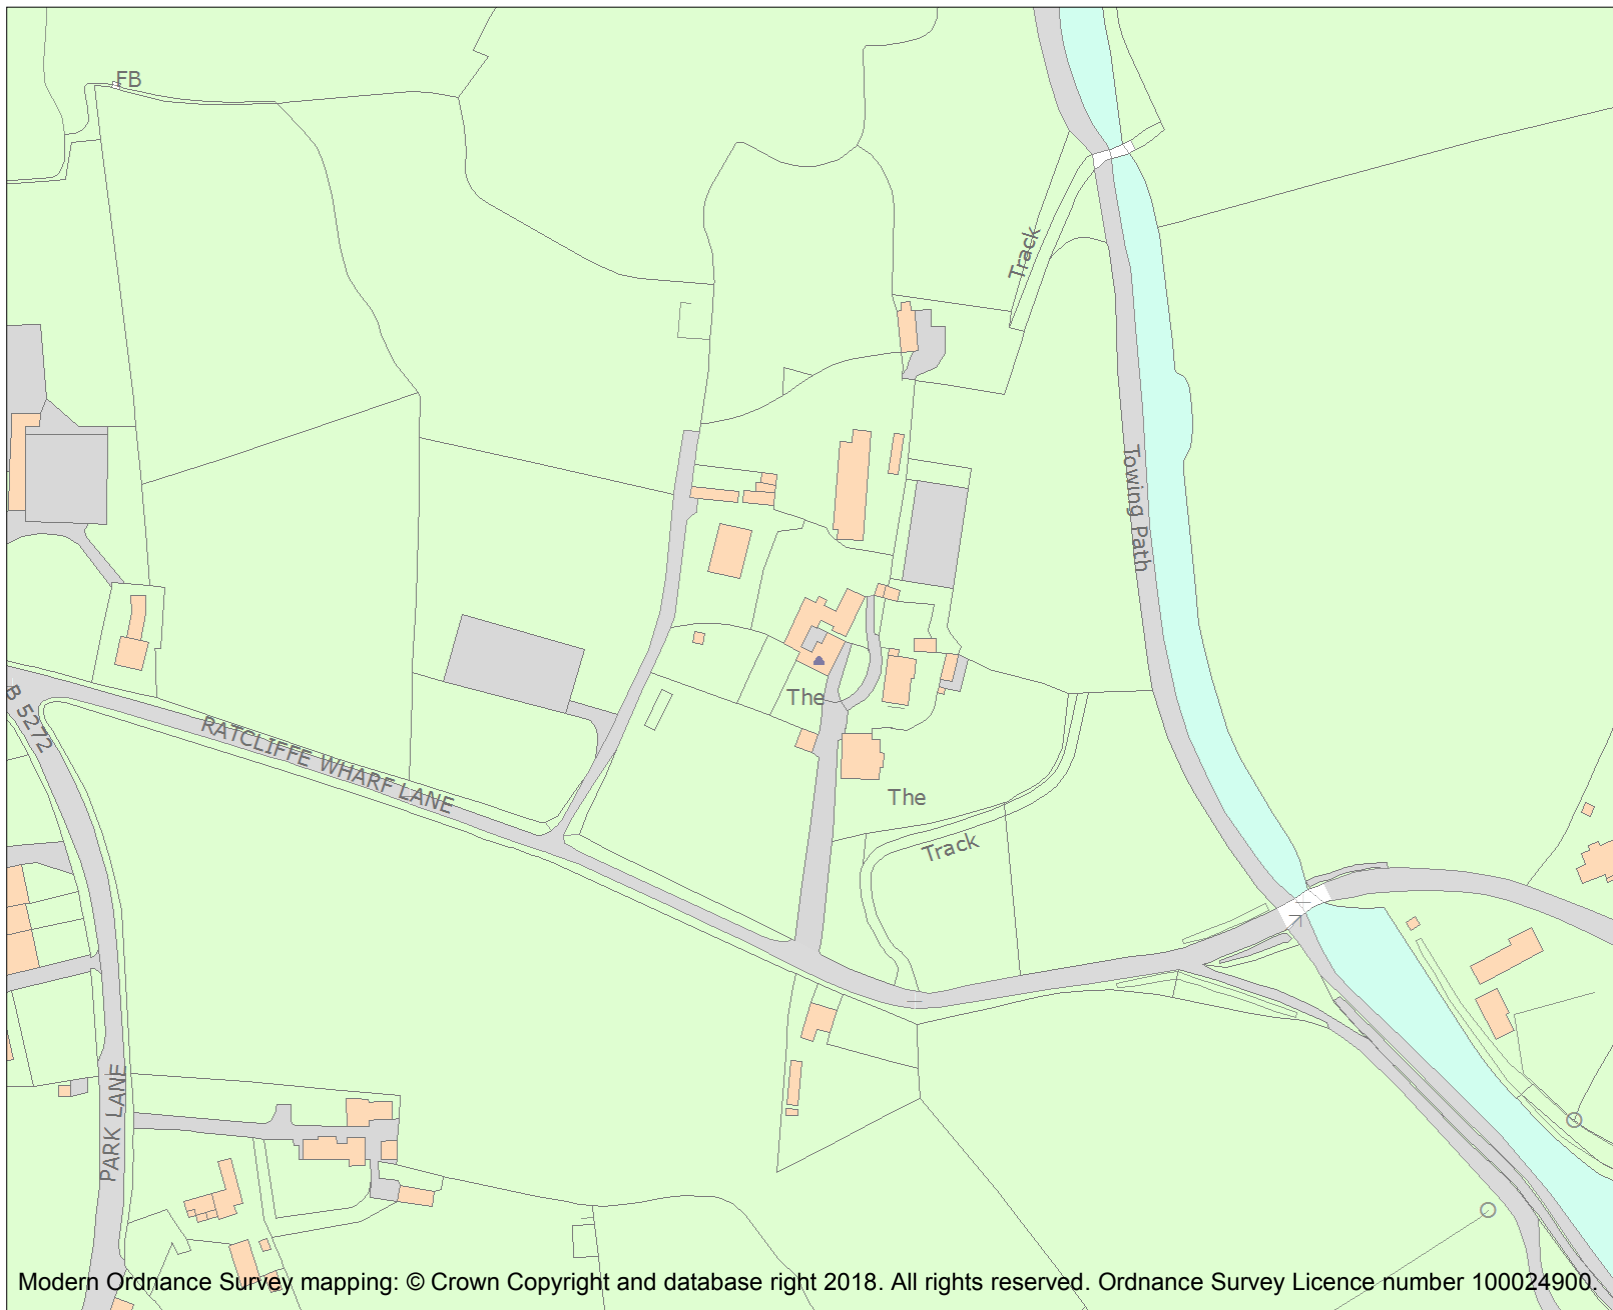 FB
Track
Towing Path
B 5272
RATCLIFFE WHARF LANE
The
The
Track
PARK LANE
Modern Ordnance Survey mapping: © Crown Copyright and database right 2018. All rights reserved. Ordnance Survey Licence number 100024900.